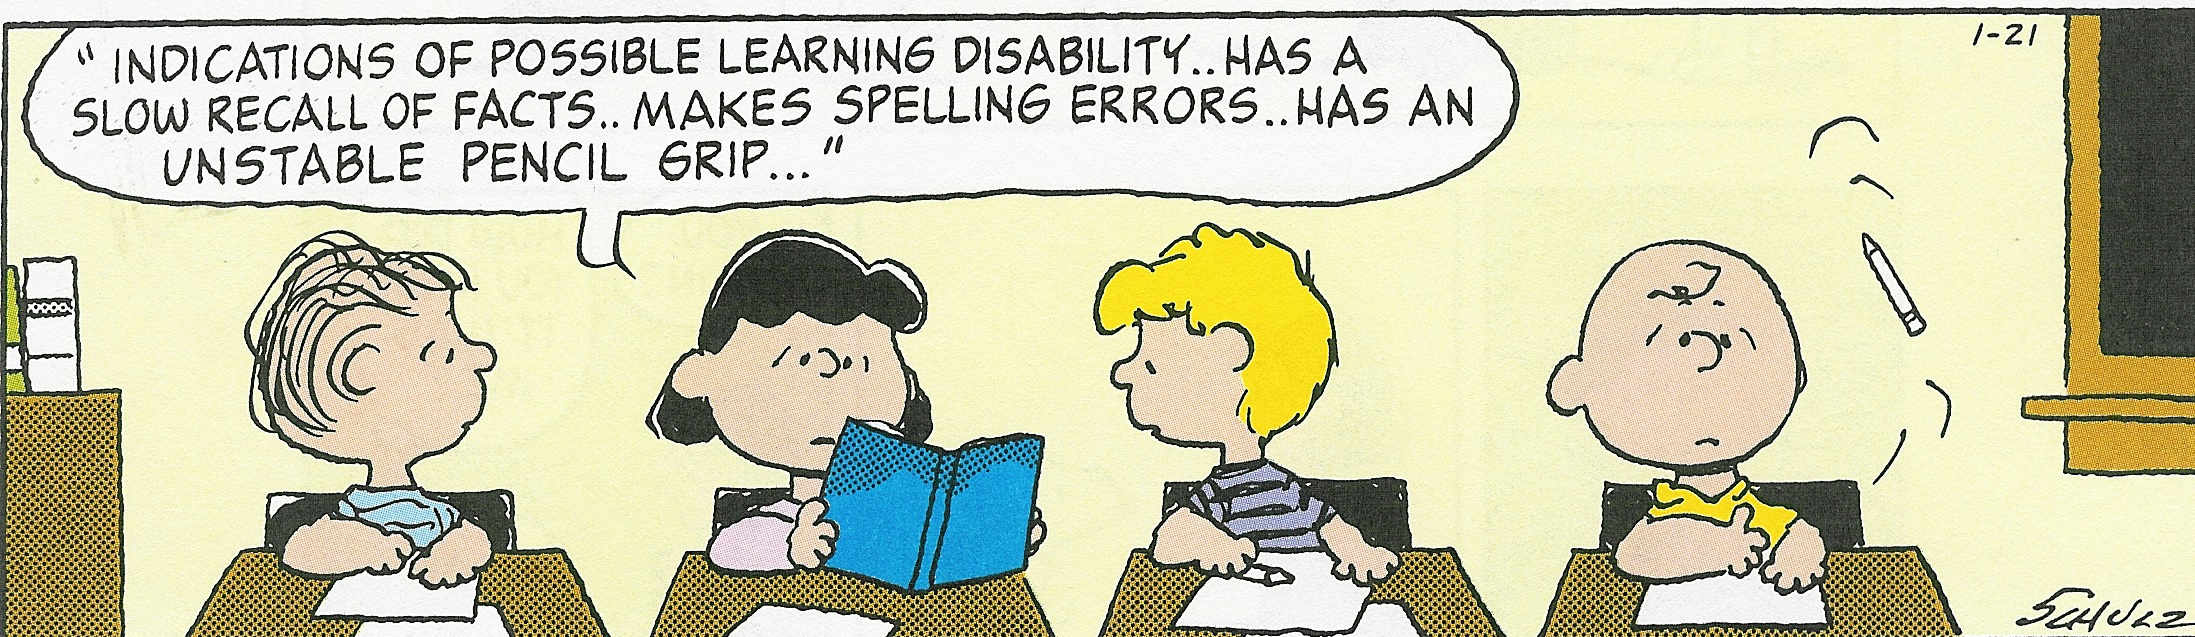 "INDICATIONS OF POSSIBLE LEARNING DISABILITY..HAS A
SLOW RECALL OF FACTS..MAKES SPELLING ERRORS..HAS AN
UNSTABLE PENCIL GRIP..."
1-21
SCHULZ